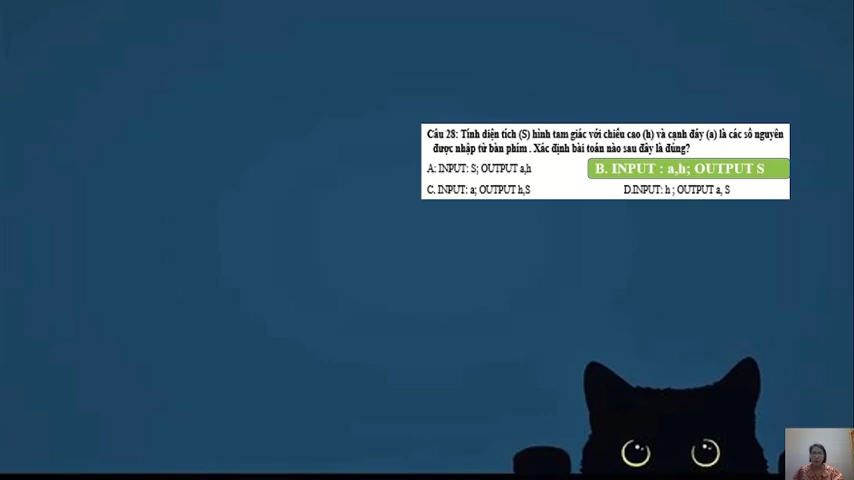 Câu 28: Tính diện tích (S) hình tam giác với chiều cao (h) và cạnh đáy (a) là các số nguyên
được nhập từ bàn phím . Xác định bài toán nào sau đây là đúng?
A: INPUT: S; OUTPUT a,h
B. INPUT : a,h; OUTPUT S
C. INPUT: a; OUTPUT h,S
D.INPUT: h ; OUTPUT a, S